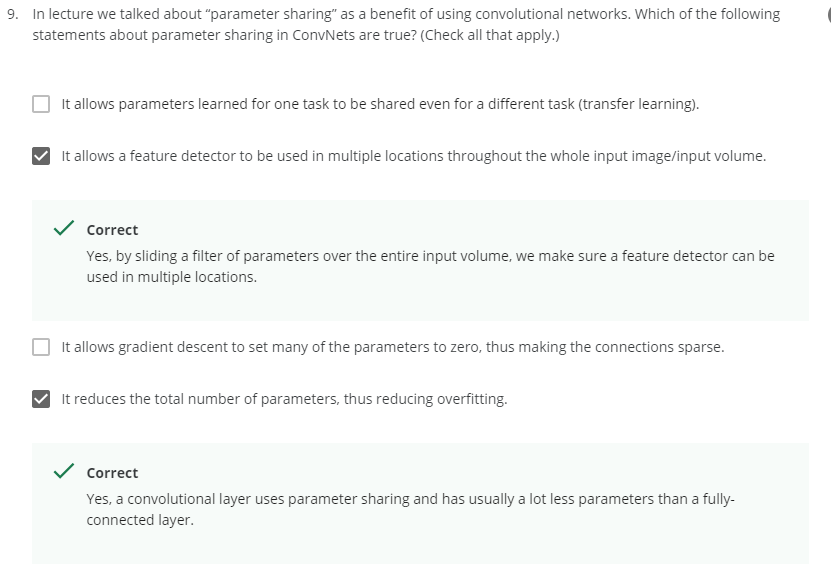 9. In lecture we talked about “parameter sharing” as a benefit of using convolutional networks. Which of the following
statements about parameter sharing in ConvNets are true? (Check all that apply.)
It allows parameters learned for one task to be shared even for a different task (transfer learning).
It allows a feature detector to be used in multiple locations throughout the whole input image/input volume.
Correct
Yes, by sliding a filter of parameters over the entire input volume, we make sure a feature detector can be
used in multiple locations.
It allows gradient descent to set many of the parameters to zero, thus making the connections sparse.
It reduces the total number of parameters, thus reducing overfitting.
Correct
Yes, a convolutional layer uses parameter sharing and has usually a lot less parameters than a fully-
connected layer.